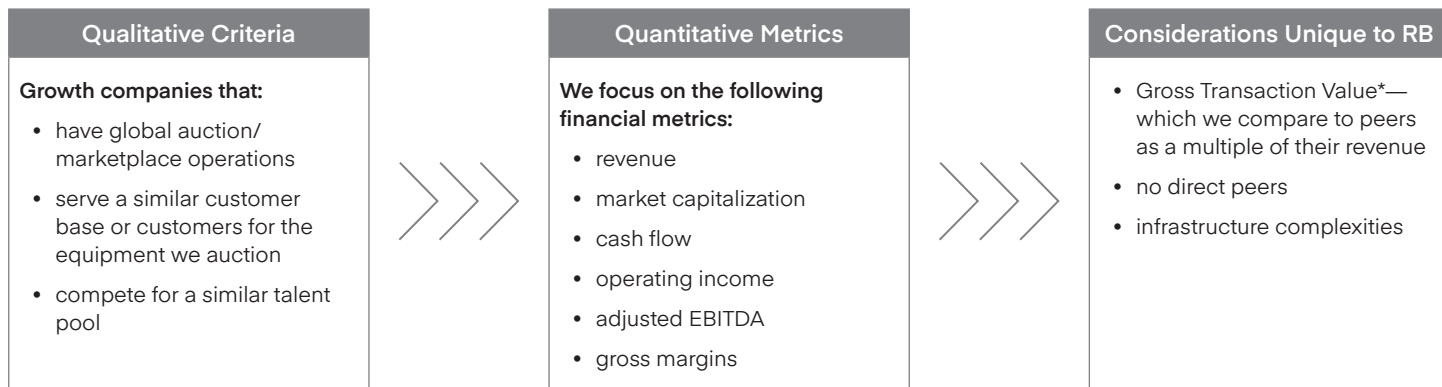 Qualitative Criteria
Growth companies that:
• have global auction/
marketplace operations
• serve a similar customer
base or customers for the
equipment we auction
• compete for a similar talent
pool
Quantitative Metrics
We focus on the following
financial metrics:
• revenue
• market capitalization
• cash flow
• operating income
• adjusted EBITDA
• gross margins
Considerations Unique to RB
• Gross Transaction Value*—
which we compare to peers
as a multiple of their revenue
• no direct peers
• infrastructure complexities